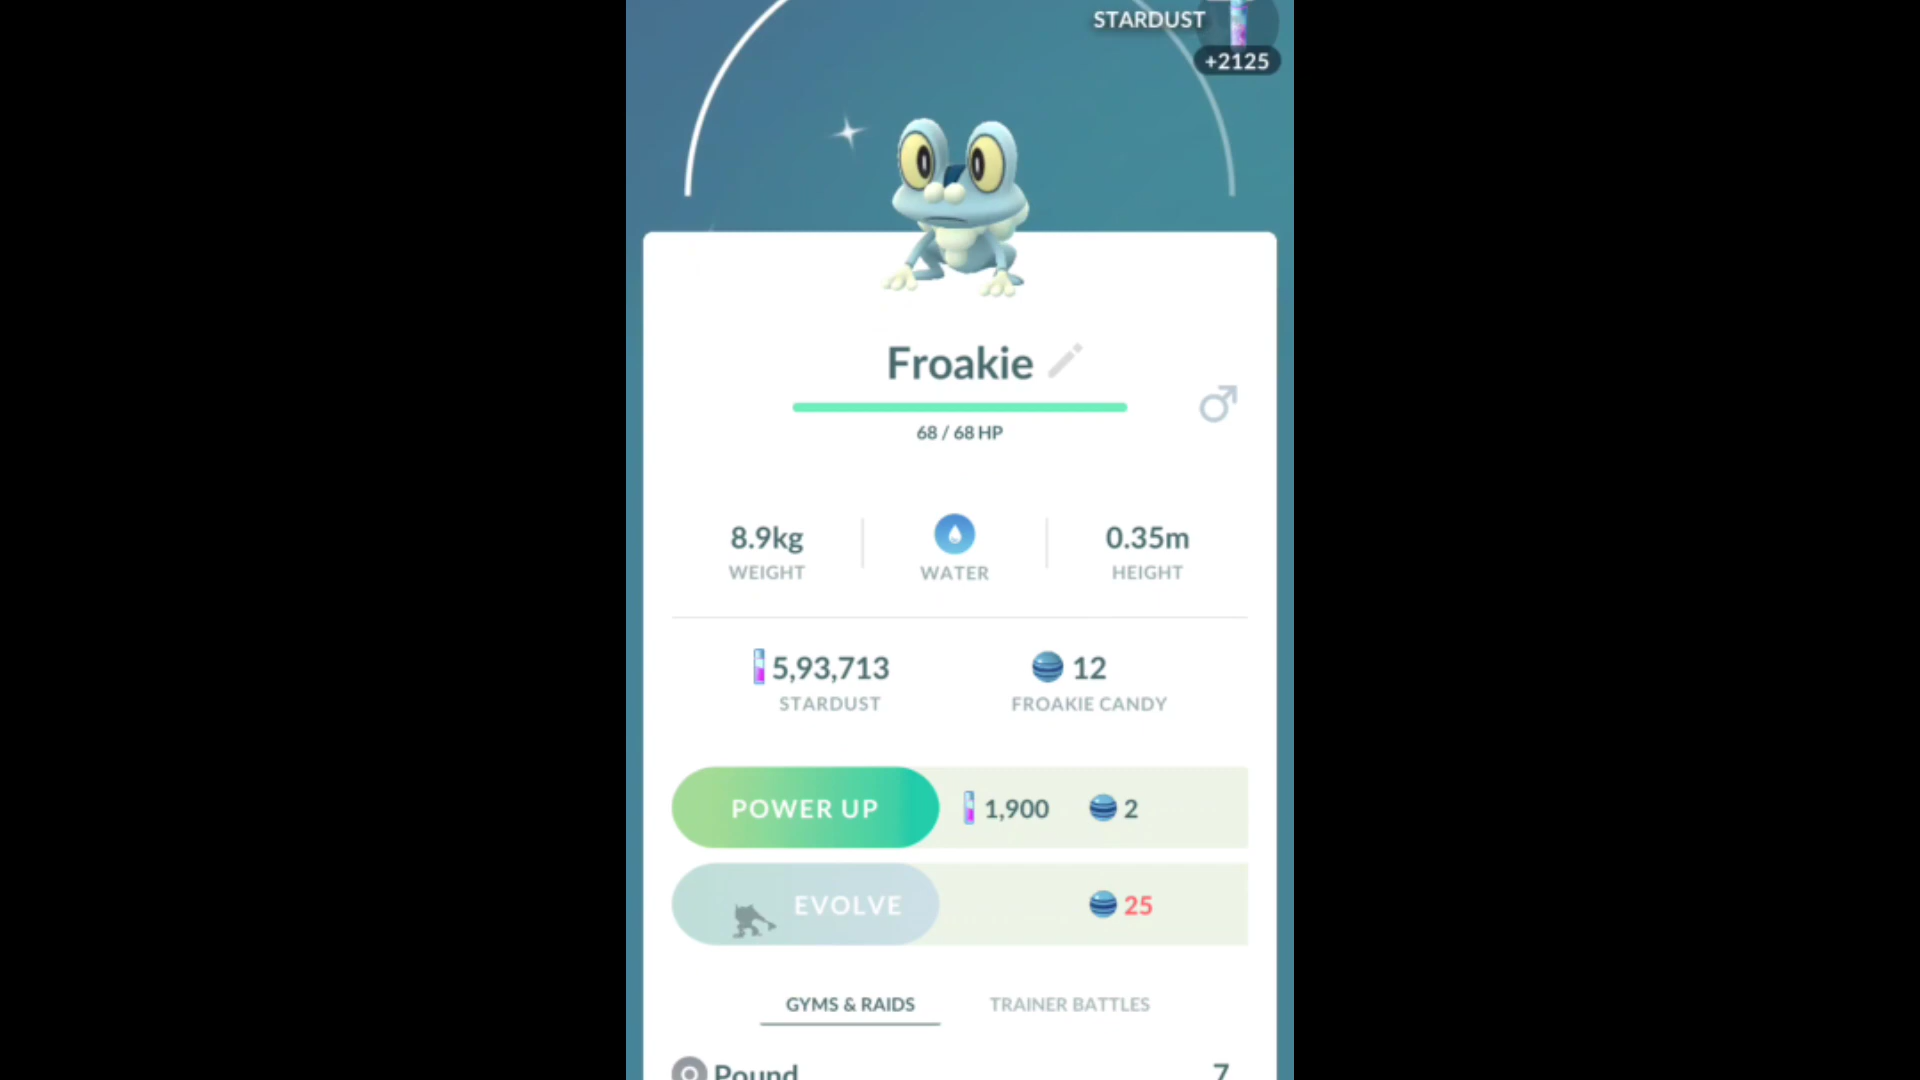 STARDUST
+2125
Froakie
68 / 68 HP
8.9kg
WEIGHT
WATER
0.35m
HEIGHT
5,93,713
STARDUST
12
FROAKIE CANDY
POWER UP 1,900 2
EVOLVE 25
GYMS & RAIDS TRAINER BATTLES
Pound 7